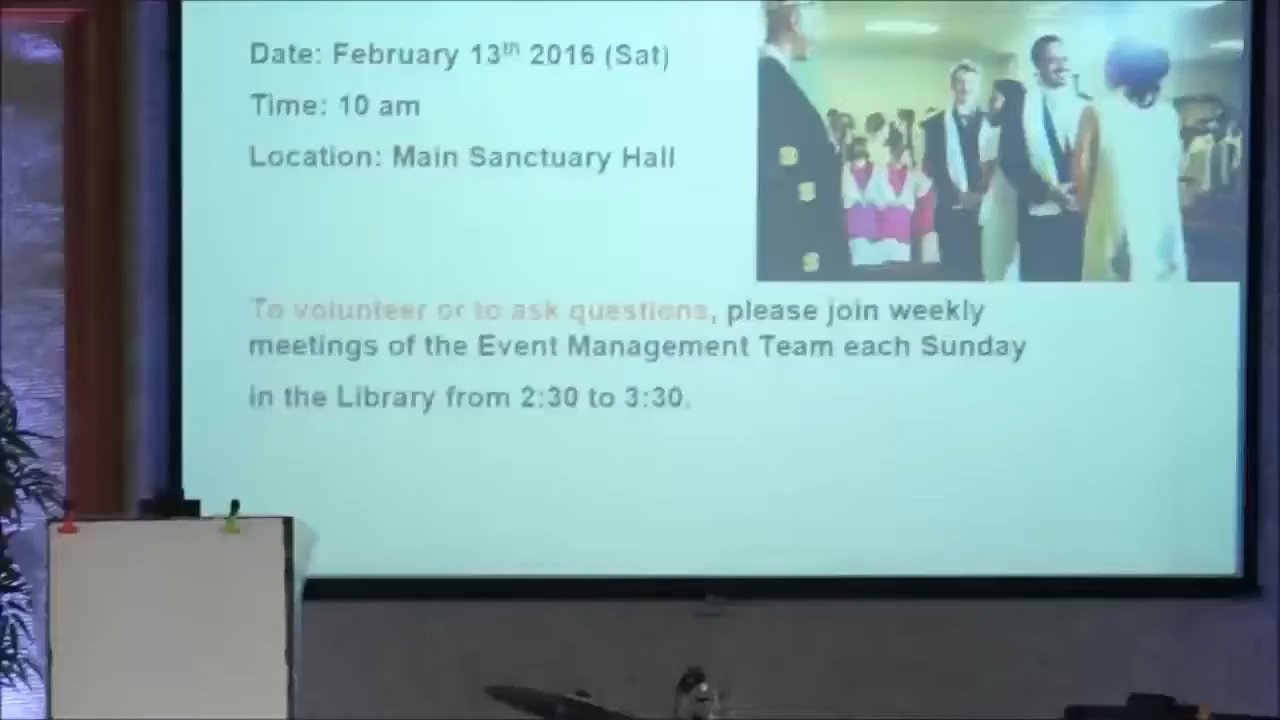 Date: February 13th 2016 (Sat)
Time: 10 am
Location: Main Sanctuary Hall
To volunteer or to ask questions, please join weekly
meetings of the Event Management Team each Sunday
in the Library from 2:30 to 3:30.